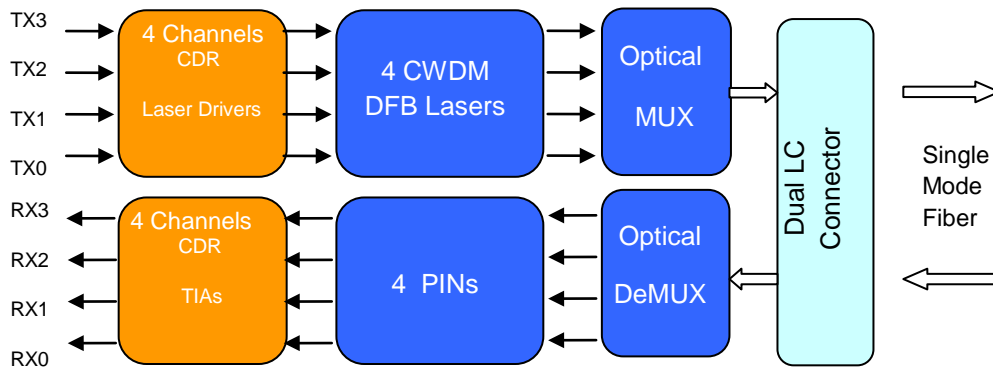 TX3
TX2
TX1
TX0
4 Channels
CDR
Laser Drivers
4 CWDM
DFB Lasers
Optical
MUX
Dual LC
Connector
Single
Mode
Fiber
RX3
RX2
RX1
RX0
4 Channels
CDR
TIAs
4 PINs
Optical
DeMUX